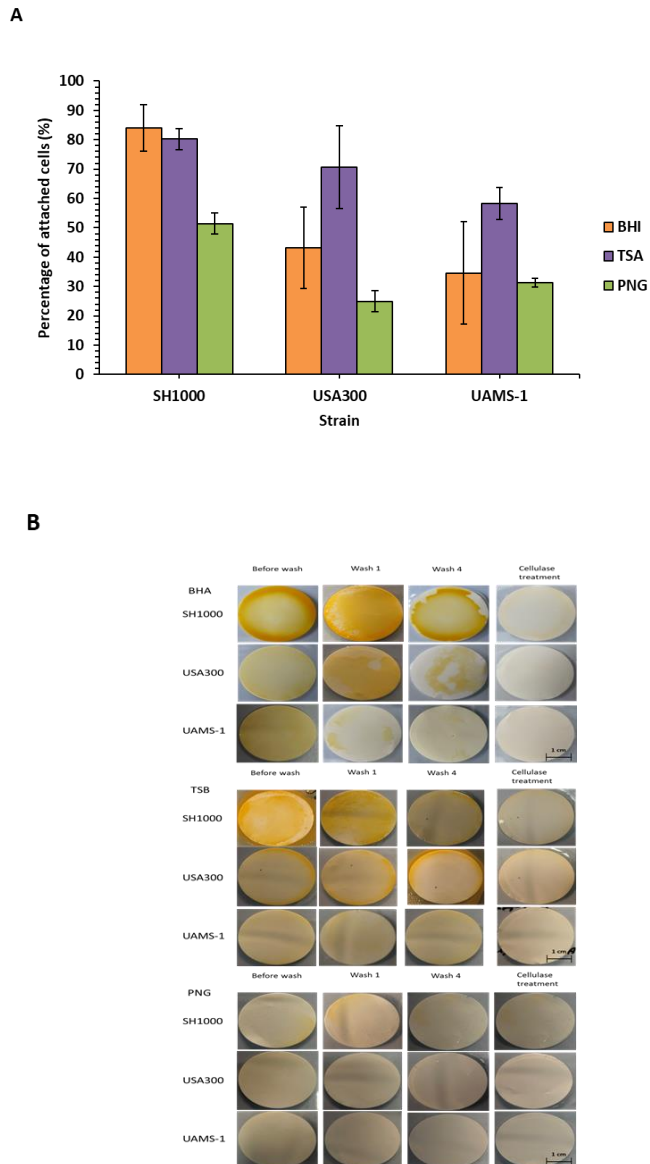 A
Percentage of attached cells (%)
100
90
80
70
60
50
40
30
20
10
0
SH1000 USA300 UAMS-1
Strain
BHI
TSA
PNG
B
Before wash Wash 1 Wash 4 Cellulase treatment
BHA
SH1000
USA300
UAMS-1
1 cm
Before wash Wash 1 Wash 4 Cellulase treatment
TSB
SH1000
USA300
UAMS-1
1 cm
Before wash Wash 1 Wash 4 Cellulase treatment
PNG
SH1000
USA300
UAMS-1
1 cm